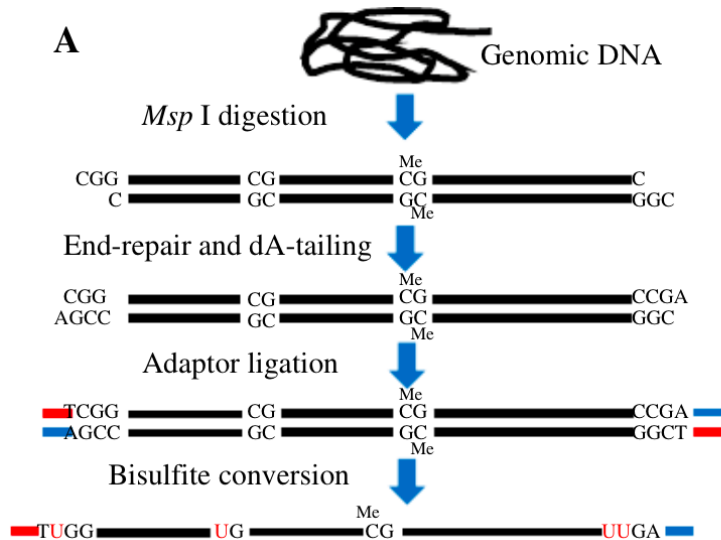 A
Genomic DNA
Msp I digestion
Me
CGG CG CG C
C GC GC GGC
Me
End-repair and dA-tailing
Me
CGG CG CG CCGA
AGCC GC GC GGC
Me
Adaptor ligation
Me
TCGG CG CG CCGA
AGCC GC GC GGCT
Me
Bisulfite conversion
Me
TUGG UG CG UUGA